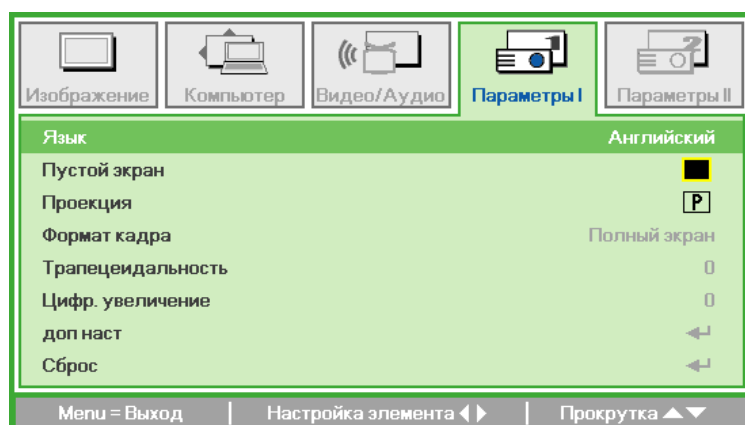 Изображение Компьютер Видео/Аудио Параметры I Параметры II
Язык Английский
Пустой экран
Проекция P
Формат кадра Полный экран
Трапецеидальность 0
Цифр. увеличение 0
доп наст
Сброс
Menu = Выход | Настройка элемента | Прокрутка